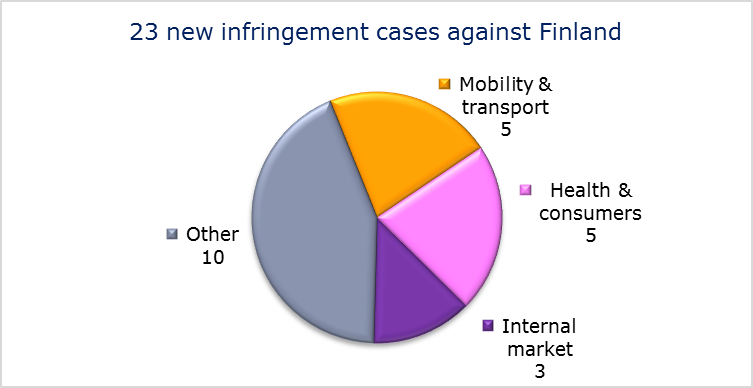 23 new infringement cases against Finland
Mobility &
transport
5
Health &
consumers
5
Internal
market
3
Other
10